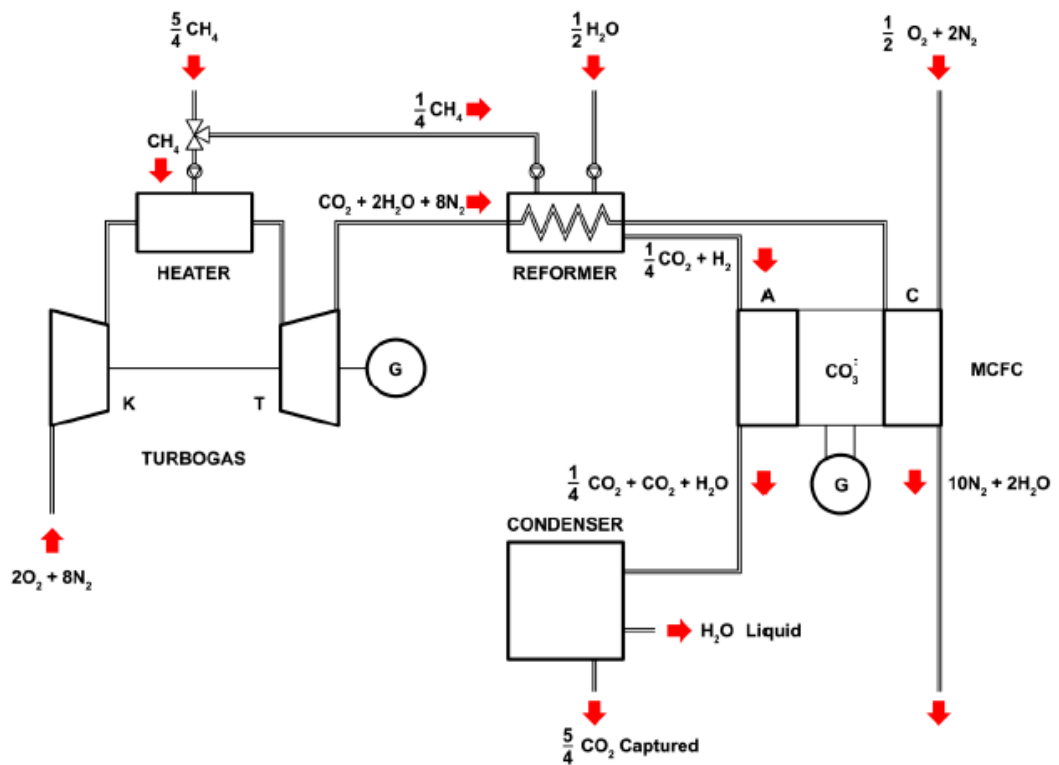 5/4 CH₄
1/2 H₂O
1/2 O₂ + 2N₂
1/4 CH₄
CH₄
CO₂ + 2H₂O + 8N₂
HEATER
REFORMER
1/4 CO₂ + H₂
A
C
G
CO₃⁼
MCFC
K
T
TURBOGAS
1/4 CO₂ + CO₂ + H₂O
G
10N₂ + 2H₂O
CONDENSER
2O₂ + 8N₂
H₂O Liquid
5/4 CO₂ Captured